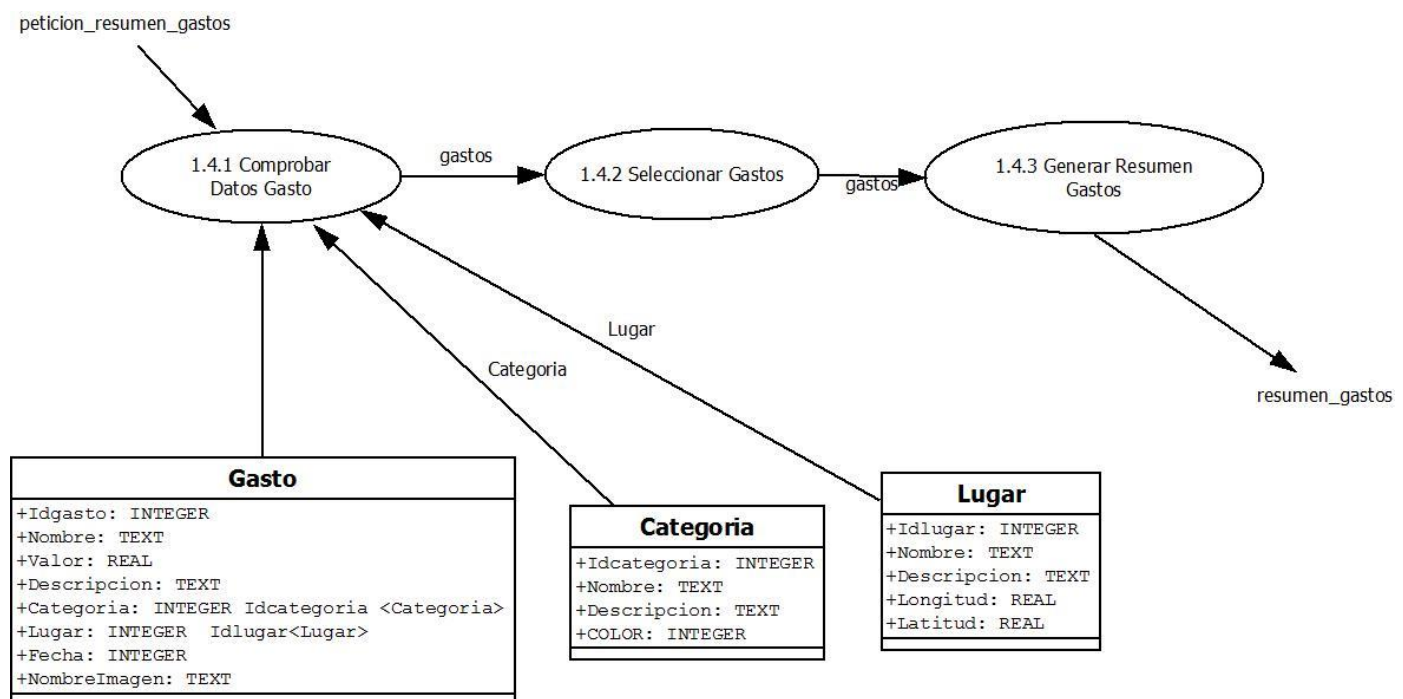 peticion_resumen_gastos
1.4.1 Comprobar
Datos Gasto
gastos
1.4.2 Seleccionar Gastos
gastos
1.4.3 Generar Resumen
Gastos
Lugar
Categoria
resumen_gastos
Gasto
+Idgasto: INTEGER
+Nombre: TEXT
+Valor: REAL
+Descripcion: TEXT
+Categoria: INTEGER Idcategoria <Categoria>
+Lugar: INTEGER Idlugar<Lugar>
+Fecha: INTEGER
+NombreImagen: TEXT
Categoria
+Idcategoria: INTEGER
+Nombre: TEXT
+Descripcion: TEXT
+COLOR: INTEGER
Lugar
+Idlugar: INTEGER
+Nombre: TEXT
+Descripcion: TEXT
+Longitud: REAL
+Latitud: REAL